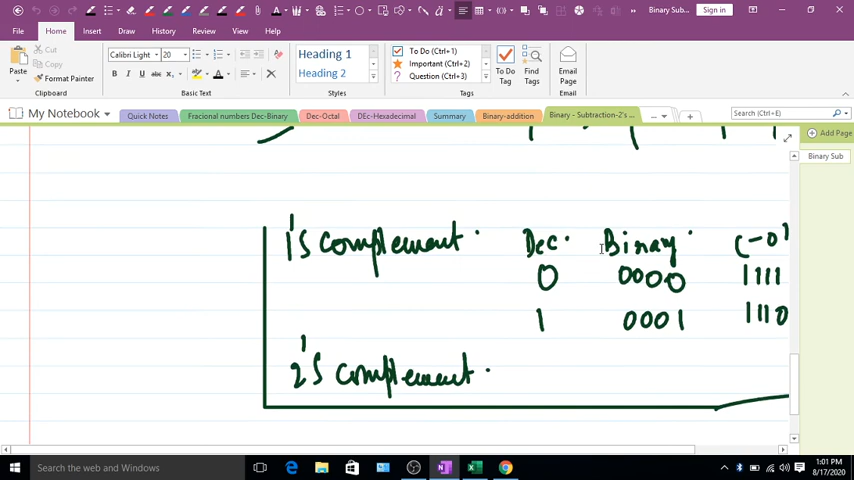 Binary Sub...
Sign in
File Home Insert Draw History Review View Help
Paste
Cut
Copy
Format Painter
Clipboard
Calibri Light 20
B I U abc
Basic Text
Heading 1
Heading 2
Styles
To Do (Ctrl+1)
Important (Ctrl+2)
Question (Ctrl+3)
To Do Tag
Find Tags
Tags
Email Page
Email
My Notebook
Quick Notes
Fractional numbers Dec-Binary
Dec-Octal
DEc-Hexadecimal
Summary
Binary-addition
Binary - Subtraction-2's ...
Search (Ctrl+E)
Add Page
Binary Sub
1's complement. Dec. Binary. (-0)
0 0000 1111
1 0001 1110
2's complement.
Search the web and Windows
1:01 PM
8/17/2020